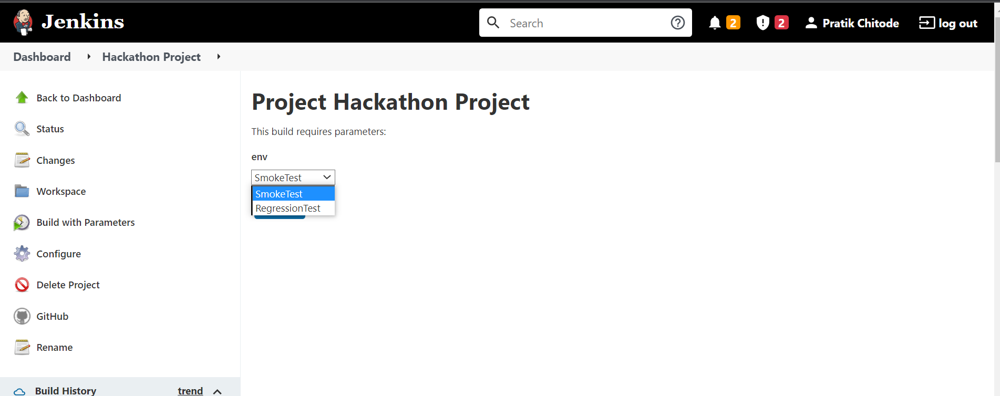 Jenkins
Search
2
2
Pratik Chitode
log out
Dashboard
Hackathon Project
Back to Dashboard
Status
Changes
Workspace
Build with Parameters
Configure
Delete Project
GitHub
Rename
Build History
trend
Project Hackathon Project
This build requires parameters:
env
SmokeTest
SmokeTest
RegressionTest